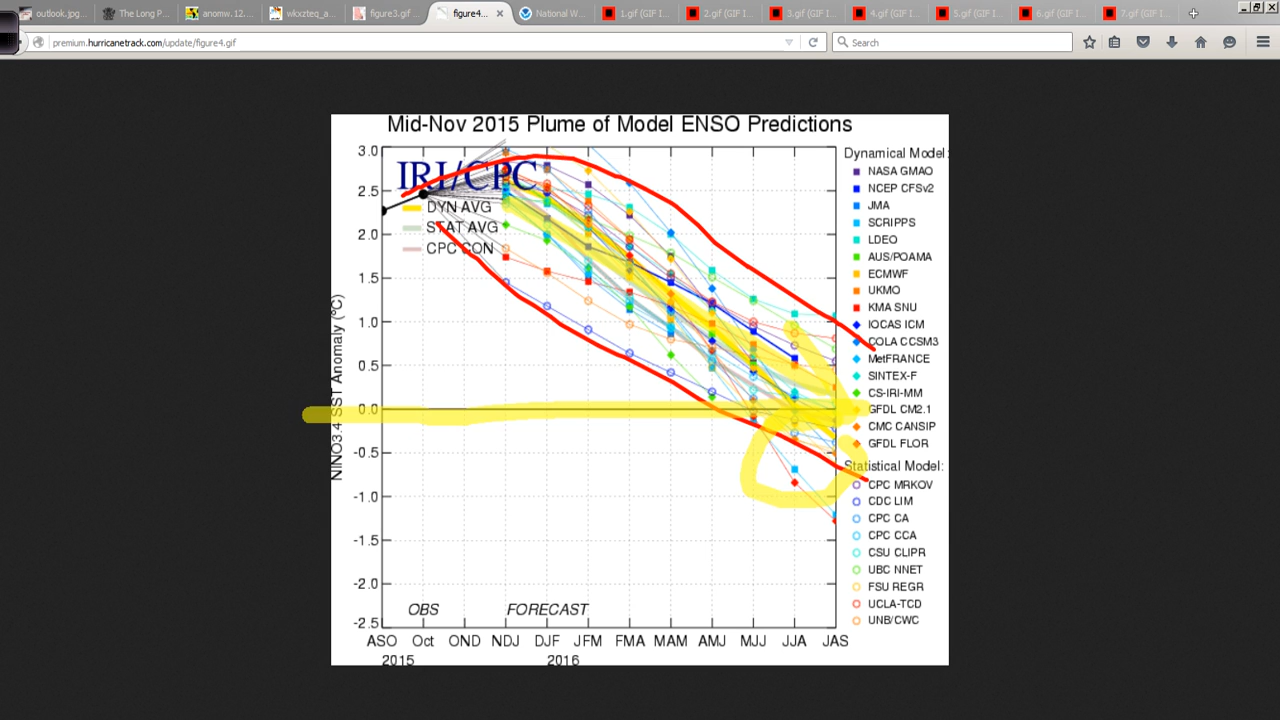 outlook.jpg...
The Long P...
anomw.12....
wkxzteq_a...
figure3.gif ...
figure4....
National W...
1.gif (GIF I...
2.gif (GIF I...
3.gif (GIF I...
4.gif (GIF I...
5.gif (GIF I...
6.gif (GIF I...
7.gif (GIF I...
premium.hurricanetrack.com/update/figure4.gif
Search
Mid-Nov 2015 Plume of Model ENSO Predictions
IRI/CPC
DYN AVG
STAT AVG
CPC CON
NINO3.4 SST Anomaly (°C)
3.0
2.5
2.0
1.5
1.0
0.5
0.0
-0.5
-1.0
-1.5
-2.0
-2.5
OBS
FORECAST
ASO Oct OND NDJ DJF JFM FMA MAM AMJ MJJ JJA JAS
2015 2016
Dynamical Model:
NASA GMAO
NCEP CFSv2
JMA
SCRIPPS
LDEO
AUS/POAMA
ECMWF
UKMO
KMA SNU
IOCAS ICM
COLA CCSM3
MetFRANCE
SINTEX-F
CS-IRI-MM
GFDL CM2.1
CMC CANSIP
GFDL FLOR
Statistical Model:
CPC MRKOV
CDC LIM
CPC CA
CPC CCA
CSU CLIPR
UBC NNET
FSU REGR
UCLA-TCD
UNB/CWC